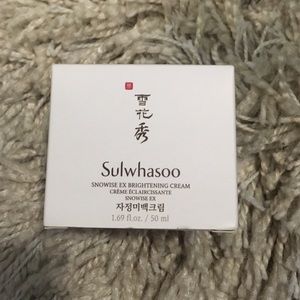 雪
花
秀
Sulwhasoo
SNOWISE EX BRIGHTENING CREAM
CRÈME ÉCLAIRCISSANTE
SNOWISE EX
자정미백크림
1.69 fl.oz. / 50 ml